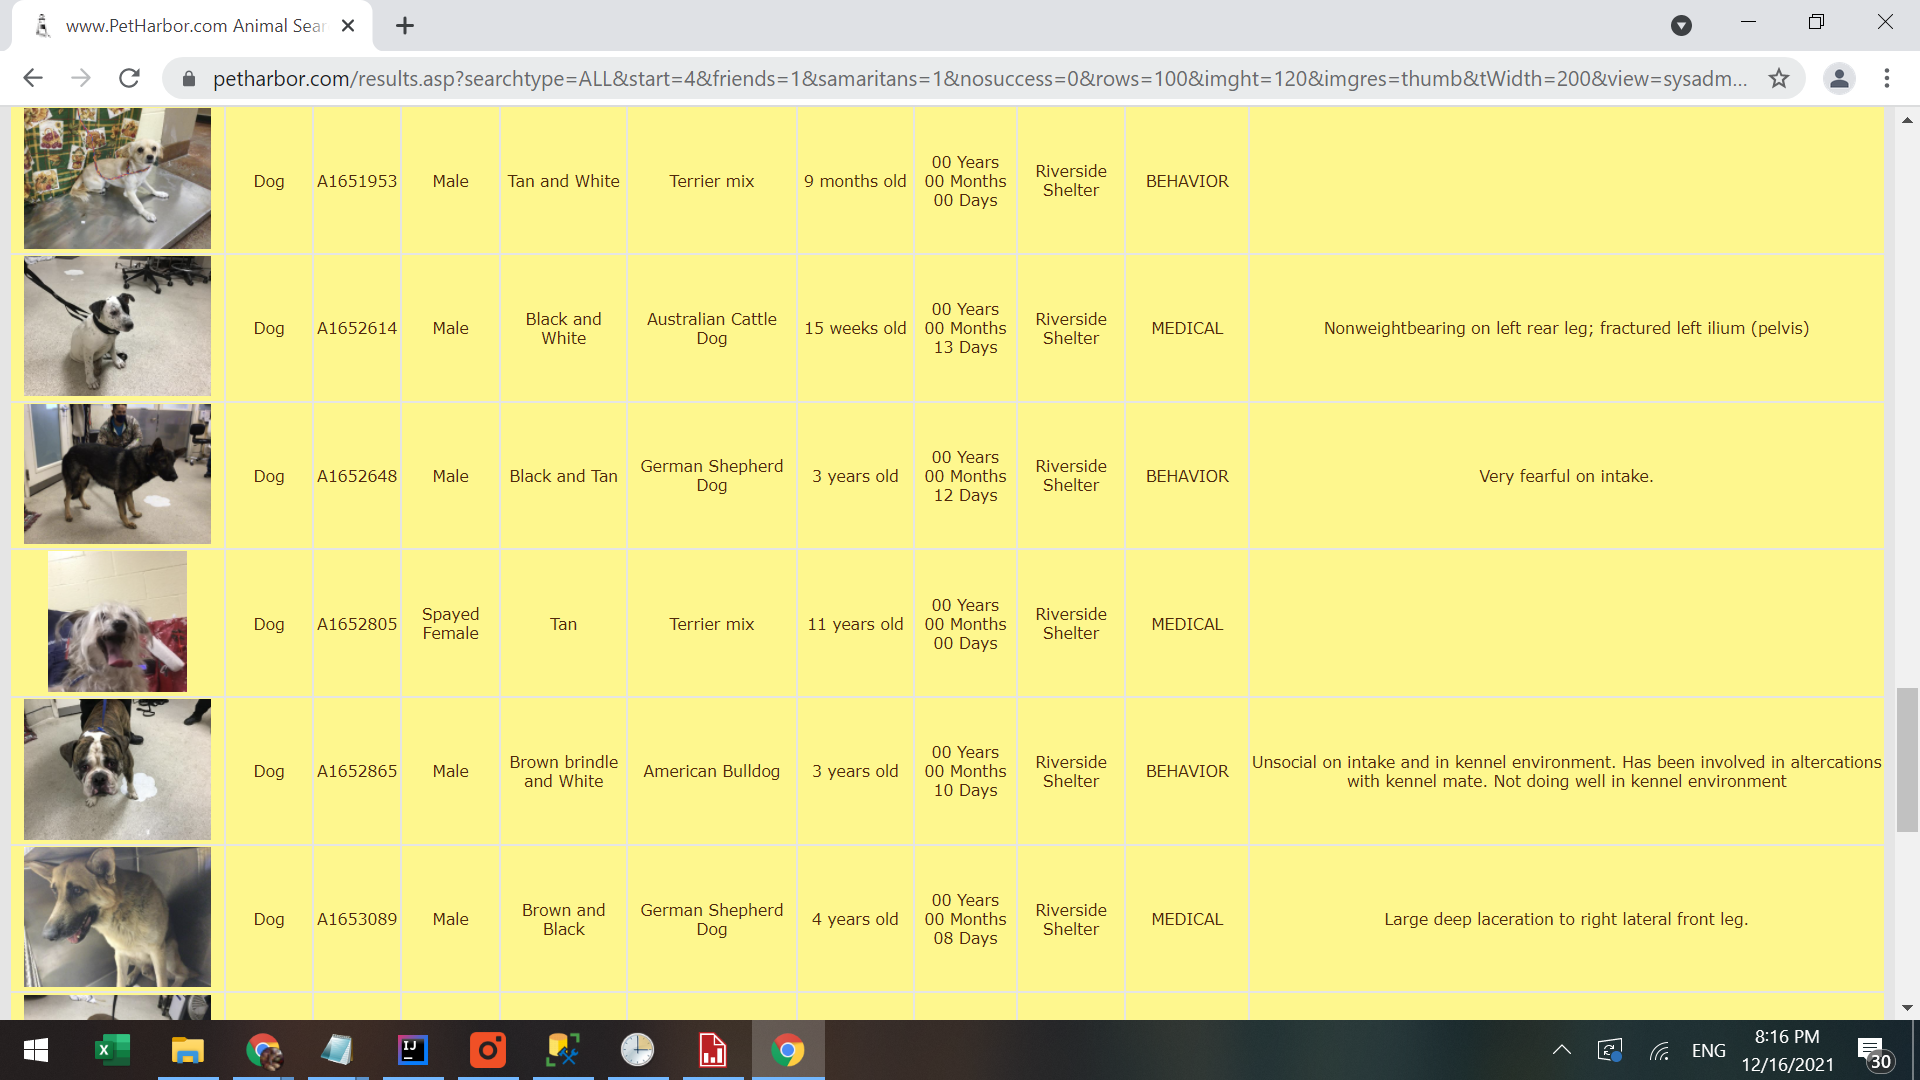 www.PetHarbor.com Animal Sear
petharbor.com/results.asp?searchtype=ALL&start=4&friends=1&samaritans=1&nosuccess=0&rows=100&imght=120&imgres=thumb&tWidth=200&view=sysadm...
Dog A1651953 Male Tan and White Terrier mix 9 months old 00 Years
00 Months
00 Days Riverside
Shelter BEHAVIOR
Dog A1652614 Male Black and
White Australian Cattle
Dog 15 weeks old 00 Years
00 Months
13 Days Riverside
Shelter MEDICAL Nonweightbearing on left rear leg; fractured left ilium (pelvis)
Dog A1652648 Male Black and Tan German Shepherd
Dog 3 years old 00 Years
00 Months
12 Days Riverside
Shelter BEHAVIOR Very fearful on intake.
Dog A1652805 Spayed
Female Tan Terrier mix 11 years old 00 Years
00 Months
00 Days Riverside
Shelter MEDICAL
Dog A1652865 Male Brown brindle
and White American Bulldog 3 years old 00 Years
00 Months
10 Days Riverside
Shelter BEHAVIOR Unsocial on intake and in kennel environment. Has been involved in altercations
with kennel mate. Not doing well in kennel environment
Dog A1653089 Male Brown and
Black German Shepherd
Dog 4 years old 00 Years
00 Months
08 Days Riverside
Shelter MEDICAL Large deep laceration to right lateral front leg.
X
IJ
ENG
8:16 PM
12/16/2021
30